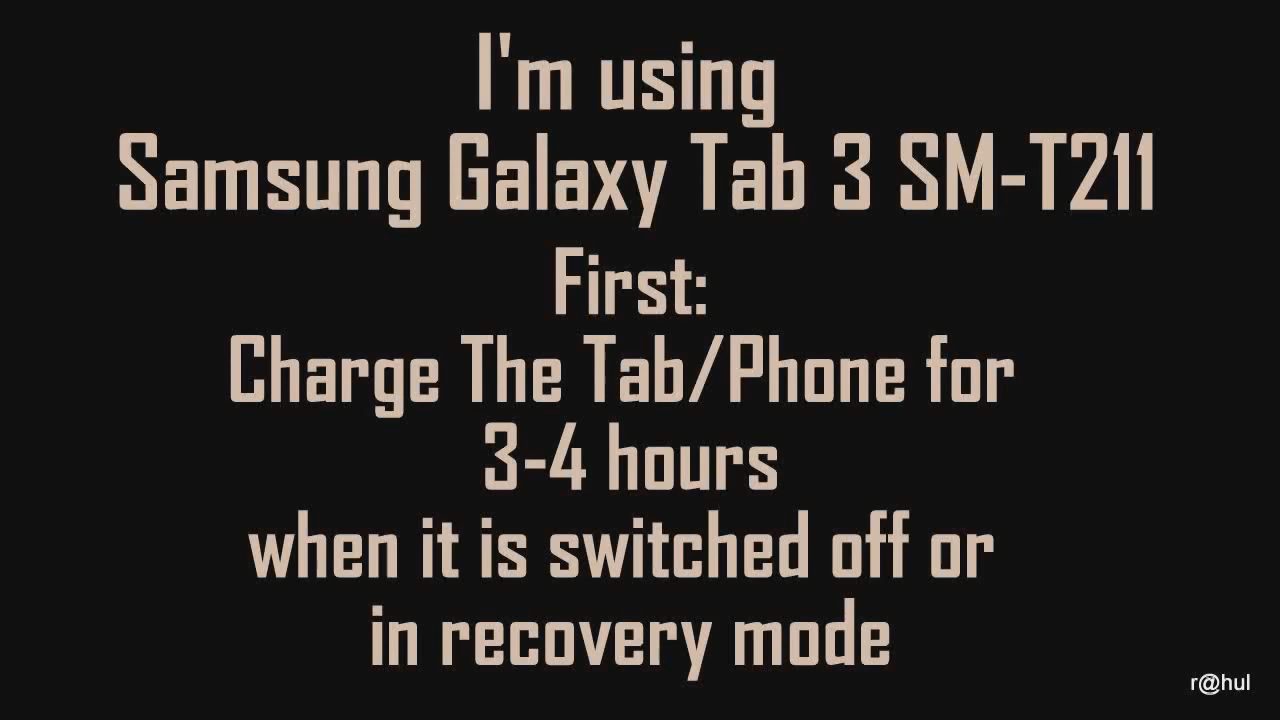 I'm using
Samsung Galaxy Tab 3 SM-T211
First:
Charge The Tab/Phone for
3-4 hours
when it is switched off or
in recovery mode
r@hul